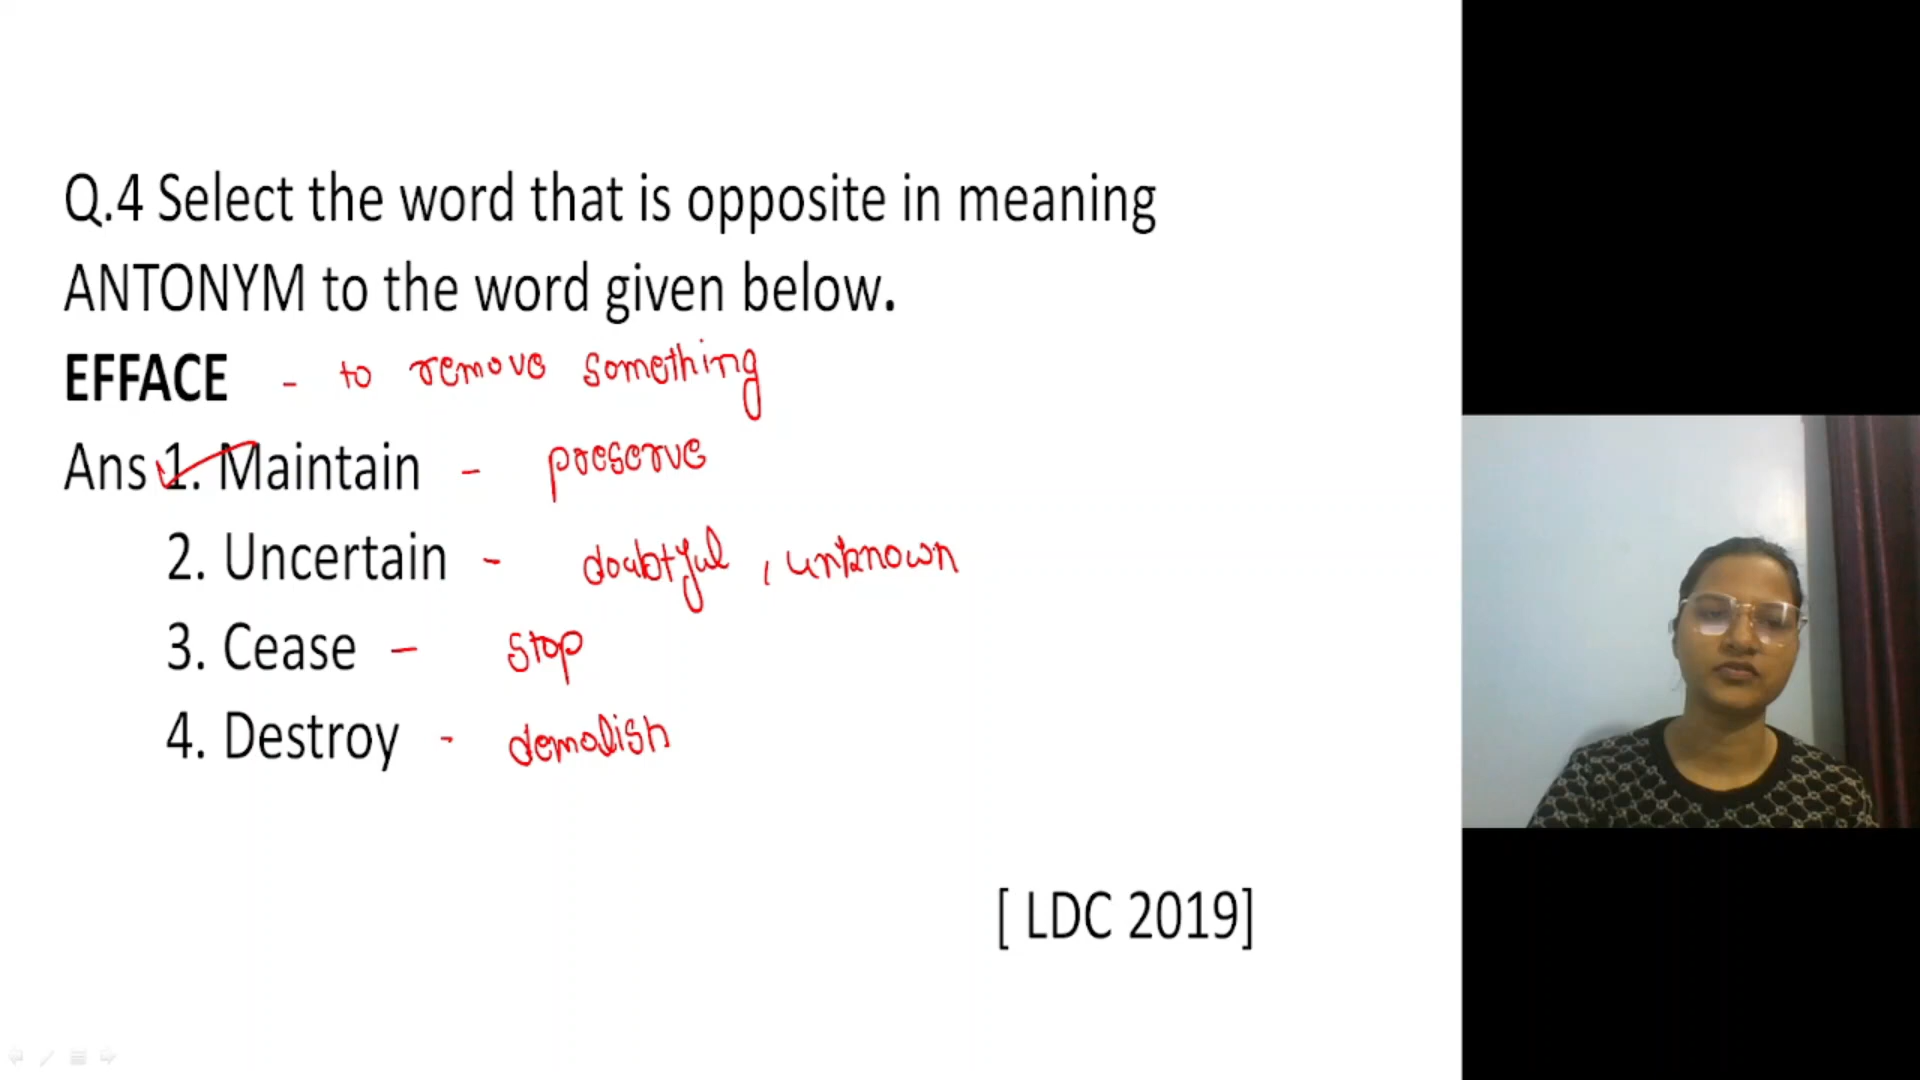 Q.4 Select the word that is opposite in meaning
ANTONYM to the word given below.
EFFACE - to remove something
Ans 1. Maintain - preserve
2. Uncertain - doubtful, unknown
3. Cease - stop
4. Destroy - demolish
[ LDC 2019]